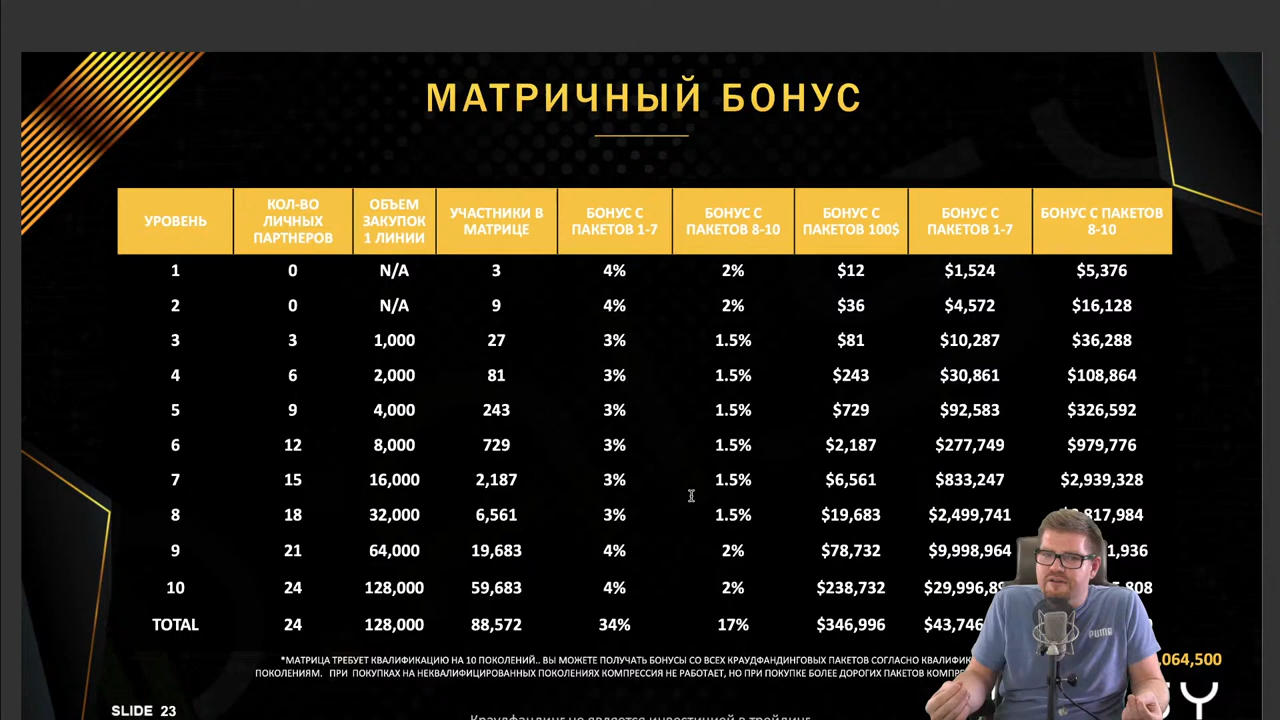 МАТРИЧНЫЙ БОНУС
УРОВЕНЬ КОЛ-ВО ЛИЧНЫХ ПАРТНЕРОВ ОБЪЕМ ЗАКУПОК 1 ЛИНИИ УЧАСТНИКИ В МАТРИЦЕ БОНУС С ПАКЕТОВ 1-7 БОНУС С ПАКЕТОВ 8-10 БОНУС С ПАКЕТОВ 100$ БОНУС С ПАКЕТОВ 1-7 БОНУС С ПАКЕТОВ 8-10
1 0 N/A 3 4% 2% $12 $1,524 $5,376
2 0 N/A 9 4% 2% $36 $4,572 $16,128
3 3 1,000 27 3% 1.5% $81 $10,287 $36,288
4 6 2,000 81 3% 1.5% $243 $30,861 $108,864
5 9 4,000 243 3% 1.5% $729 $92,583 $326,592
6 12 8,000 729 3% 1.5% $2,187 $277,749 $979,776
7 15 16,000 2,187 3% 1.5% $6,561 $833,247 $2,939,328
8 18 32,000 6,561 3% 1.5% $19,683 $2,499,741
9 21 64,000 19,683 4% 2% $78,732 $9,998,964
10 24 128,000 59,683 4% 2% $238,732
TOTAL 24 128,000 88,572 34% 17% $346,996
*МАТРИЦА ТРЕБУЕТ КВАЛИФИКАЦИЮ НА 10 ПОКОЛЕНИЙ.. ВЫ МОЖЕТЕ ПОЛУЧАТЬ БОНУСЫ СО ВСЕХ КРАУДФАНДИНГОВЫХ ПАКЕТОВ СОГЛАСНО
ПОКОЛЕНИЯМ. ПРИ ПОКУПКАХ НА НЕКВАЛИФИЦИРОВАННЫХ ПОКОЛЕНИЯХ КОМПРЕССИЯ НЕ РАБОТАЕТ, НО ПРИ ПОКУПКЕ БОЛЕЕ ДОРОГИХ ПАКЕТОВ
SLIDE 23
Краудфандинг не является инвестицией в трейдинг
PUMA